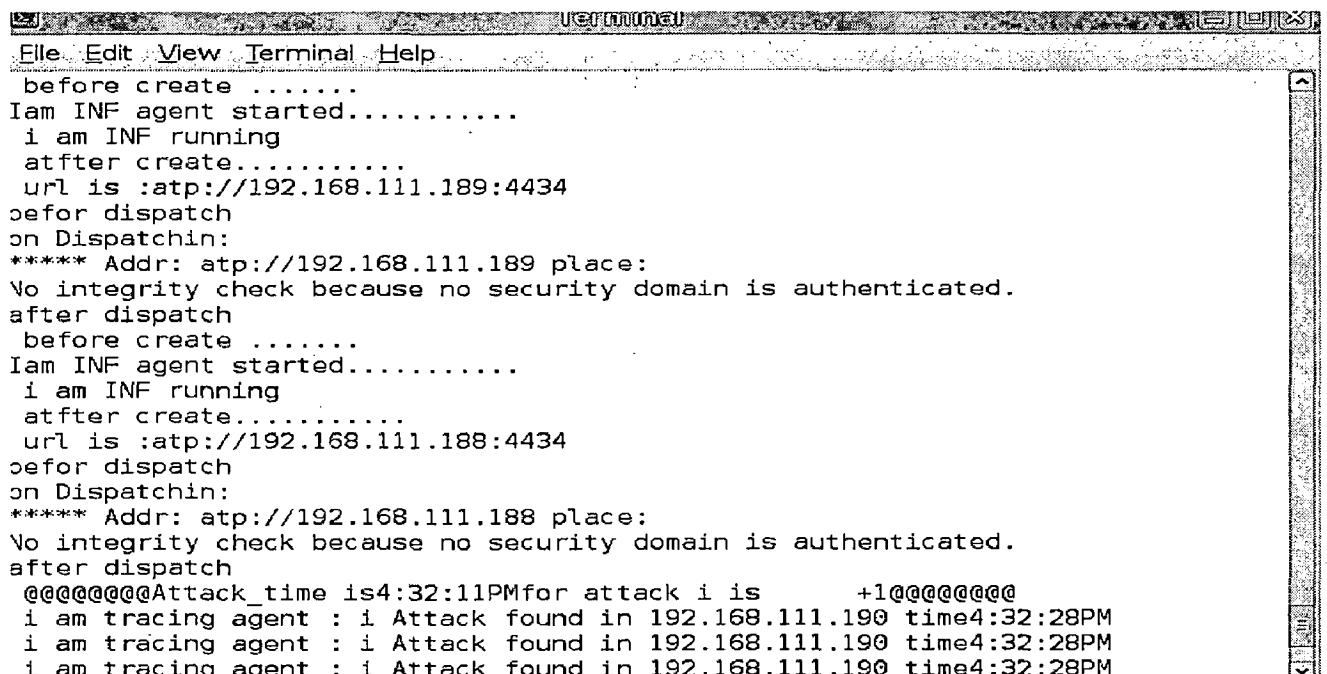 Terminal
File Edit View Terminal Help
before create .......
Iam INF agent started...........
i am INF running
atfter create...........
url is :atp://192.168.111.189:4434
befor dispatch
on Dispatchin:
***** Addr: atp://192.168.111.189 place:
No integrity check because no security domain is authenticated.
after dispatch
before create .......
Iam INF agent started...........
i am INF running
atfter create...........
url is :atp://192.168.111.188:4434
befor dispatch
on Dispatchin:
***** Addr: atp://192.168.111.188 place:
No integrity check because no security domain is authenticated.
after dispatch
@@@@@@@@Attack_time is4:32:11PMfor attack i is +1@@@@@@@@
i am tracing agent : i Attack found in 192.168.111.190 time4:32:28PM
i am tracing agent : i Attack found in 192.168.111.190 time4:32:28PM
i am tracing agent : i Attack found in 192.168.111.190 time4:32:28PM